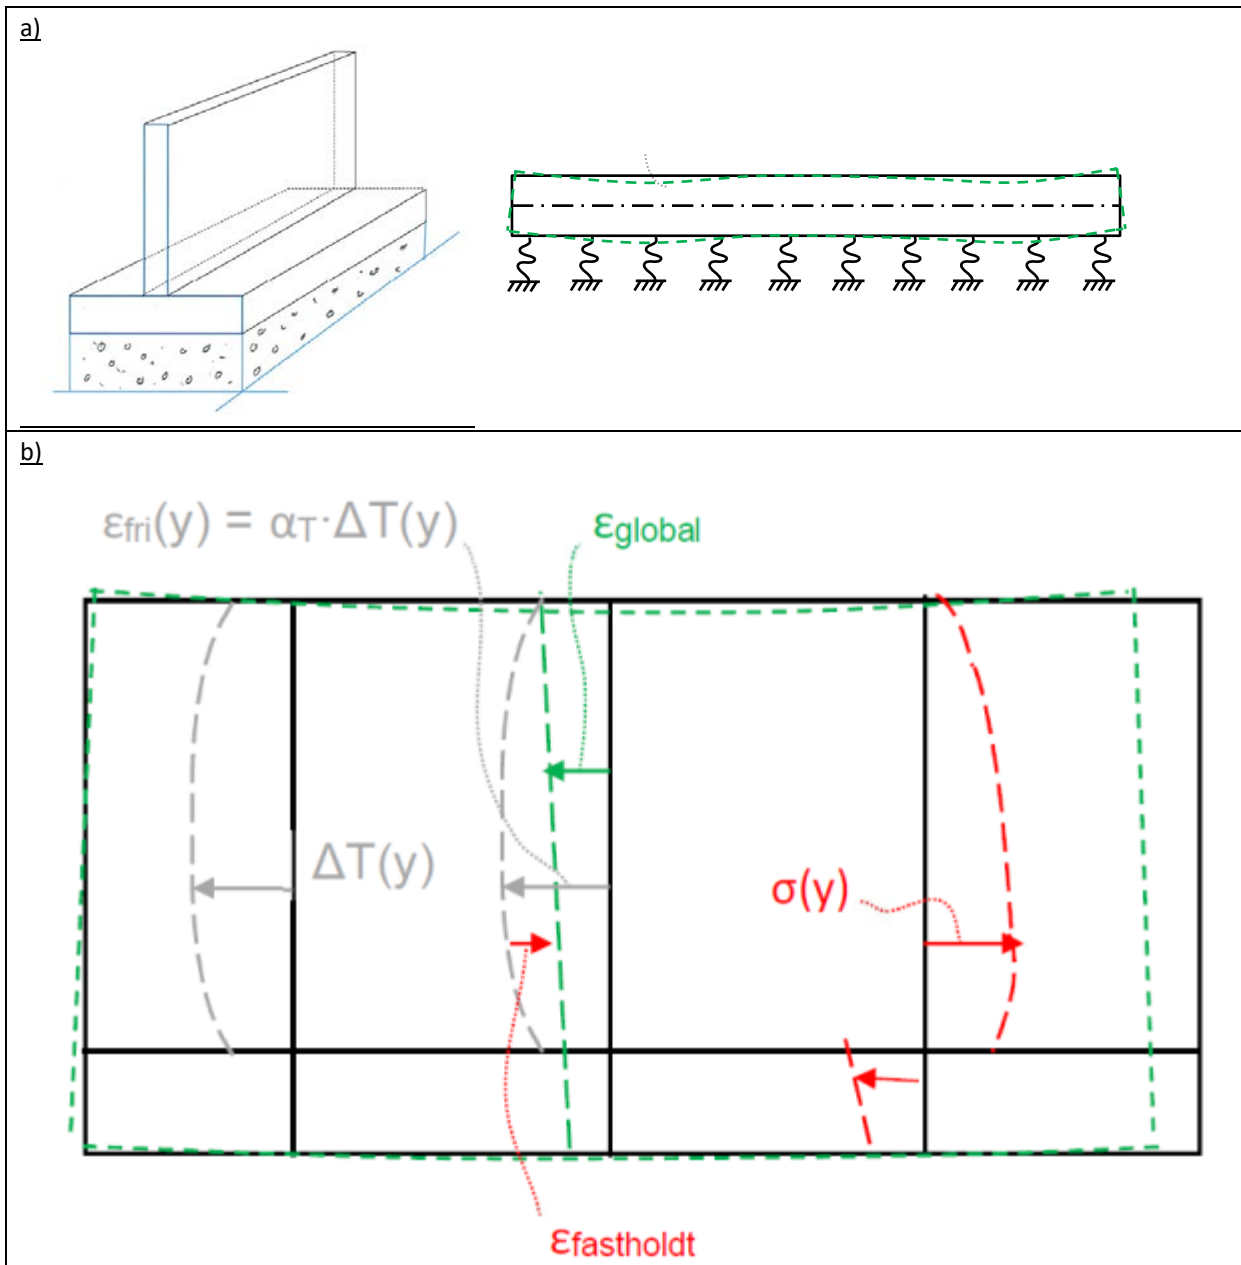 a)
b)
εfri(y) = αT·ΔT(y)
εglobal
ΔT(y)
σ(y)
εfastholdt